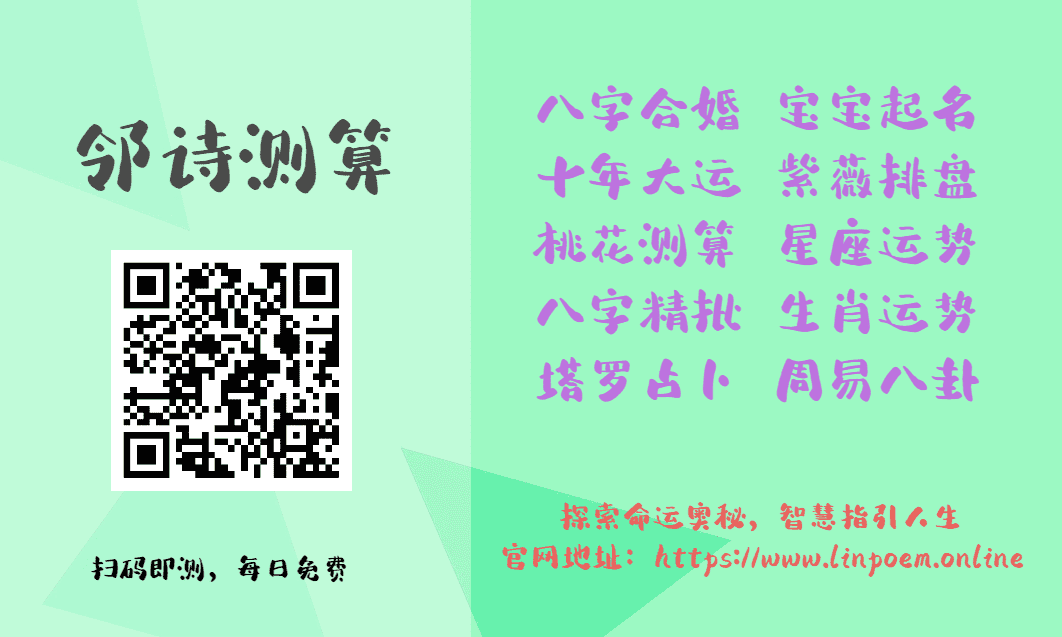 邻诗测算
扫码即测，每日免费
八字合婚 宝宝起名
十年大运 紫薇排盘
桃花测算 星座运势
八字精批 生肖运势
塔罗占卜 周易八卦
探索命运奥秘，智慧指引人生
官网地址：https://www.linpoem.online